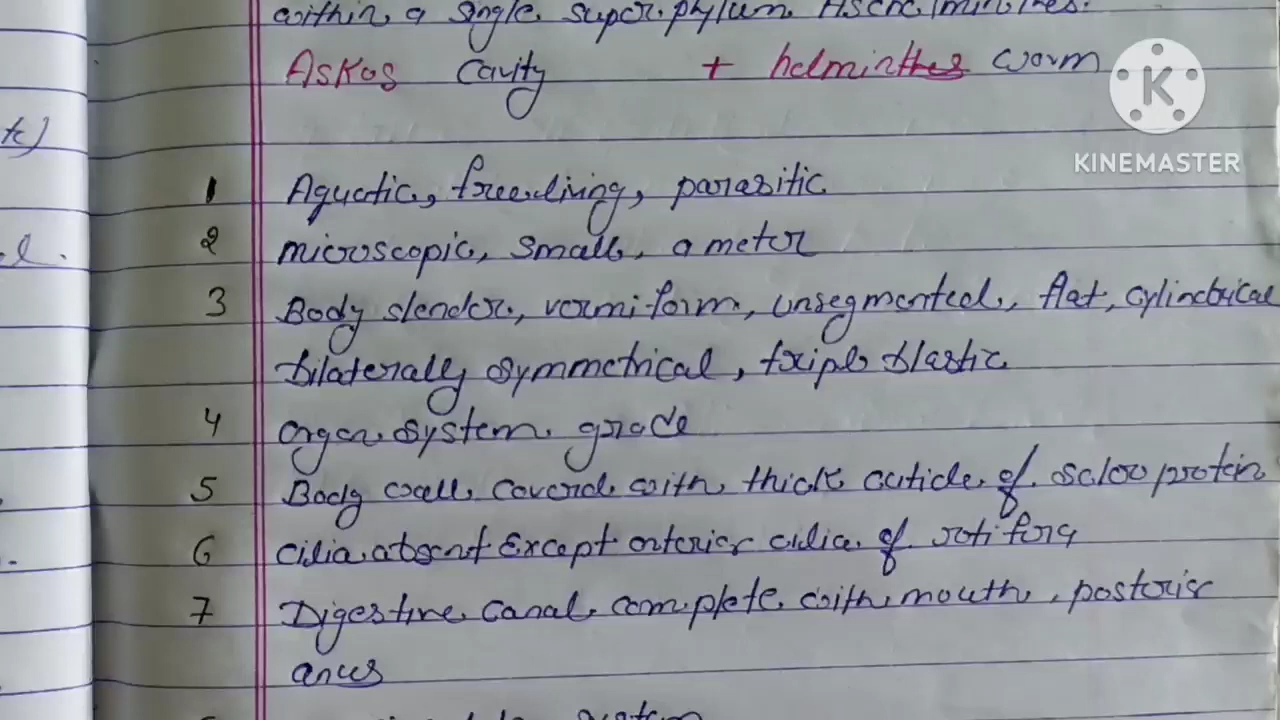 within a single superphylum Aschelminthes.
Askos cavity + helminthes worm
KINEMASTER
1 Aquatic, freeliving, parasitic
2 microscopic, small, a meter
3 Body slender, vermiform, unsegmented, flat, cylindrical
bilaterally symmetrical, triploblastic
4 organ system grade
5 Body wall covered with thick cuticle of scleroprotein
6 cilia absent Except anterior cilia of rotifora
7 Digestive canal complete with mouth, posterior
anus
system